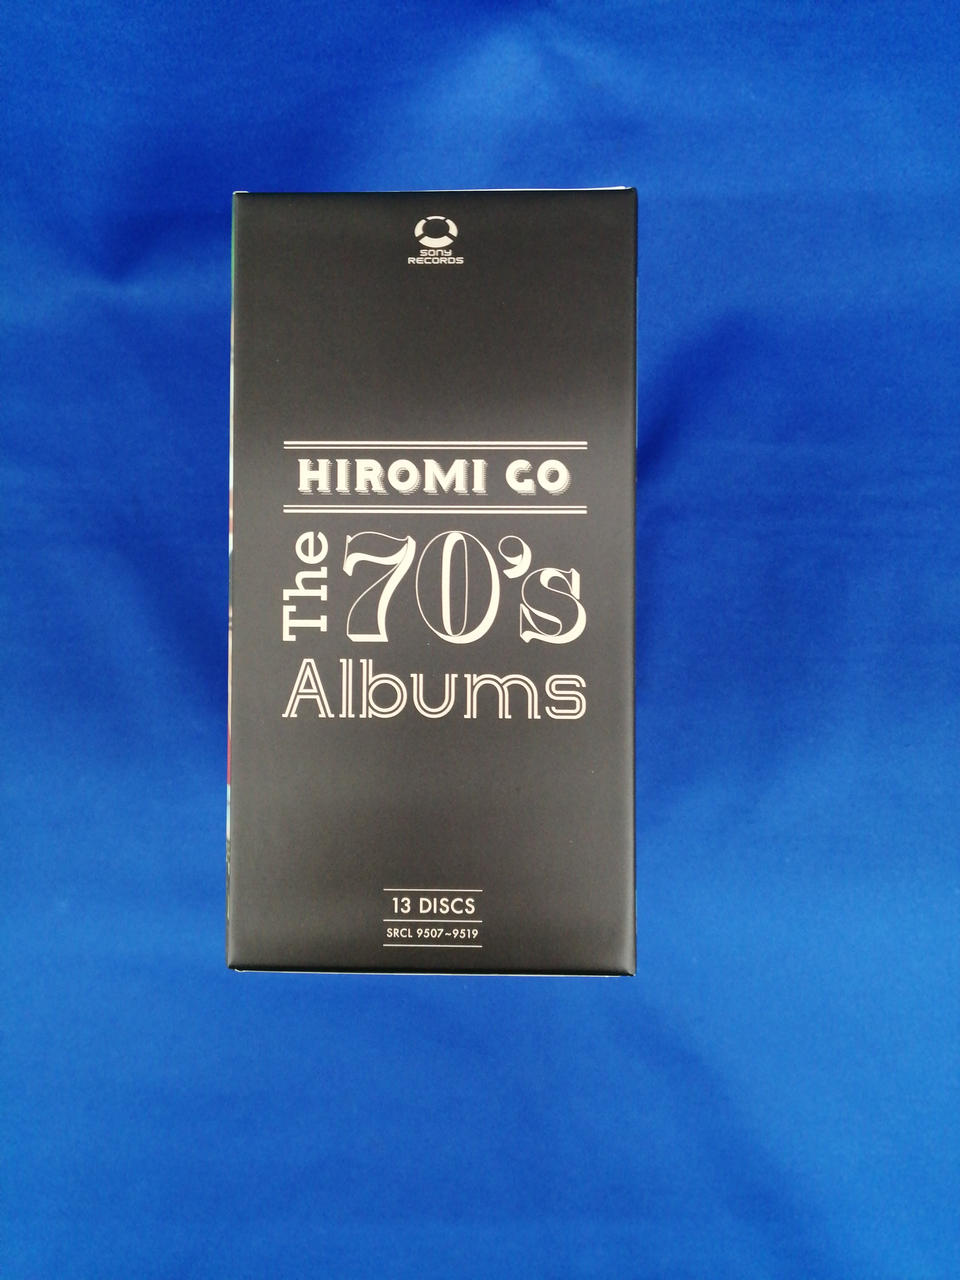 SONY
RECORDS
HIROMI GO
The 70's
Albums
13 DISCS
SRCL 9507~9519